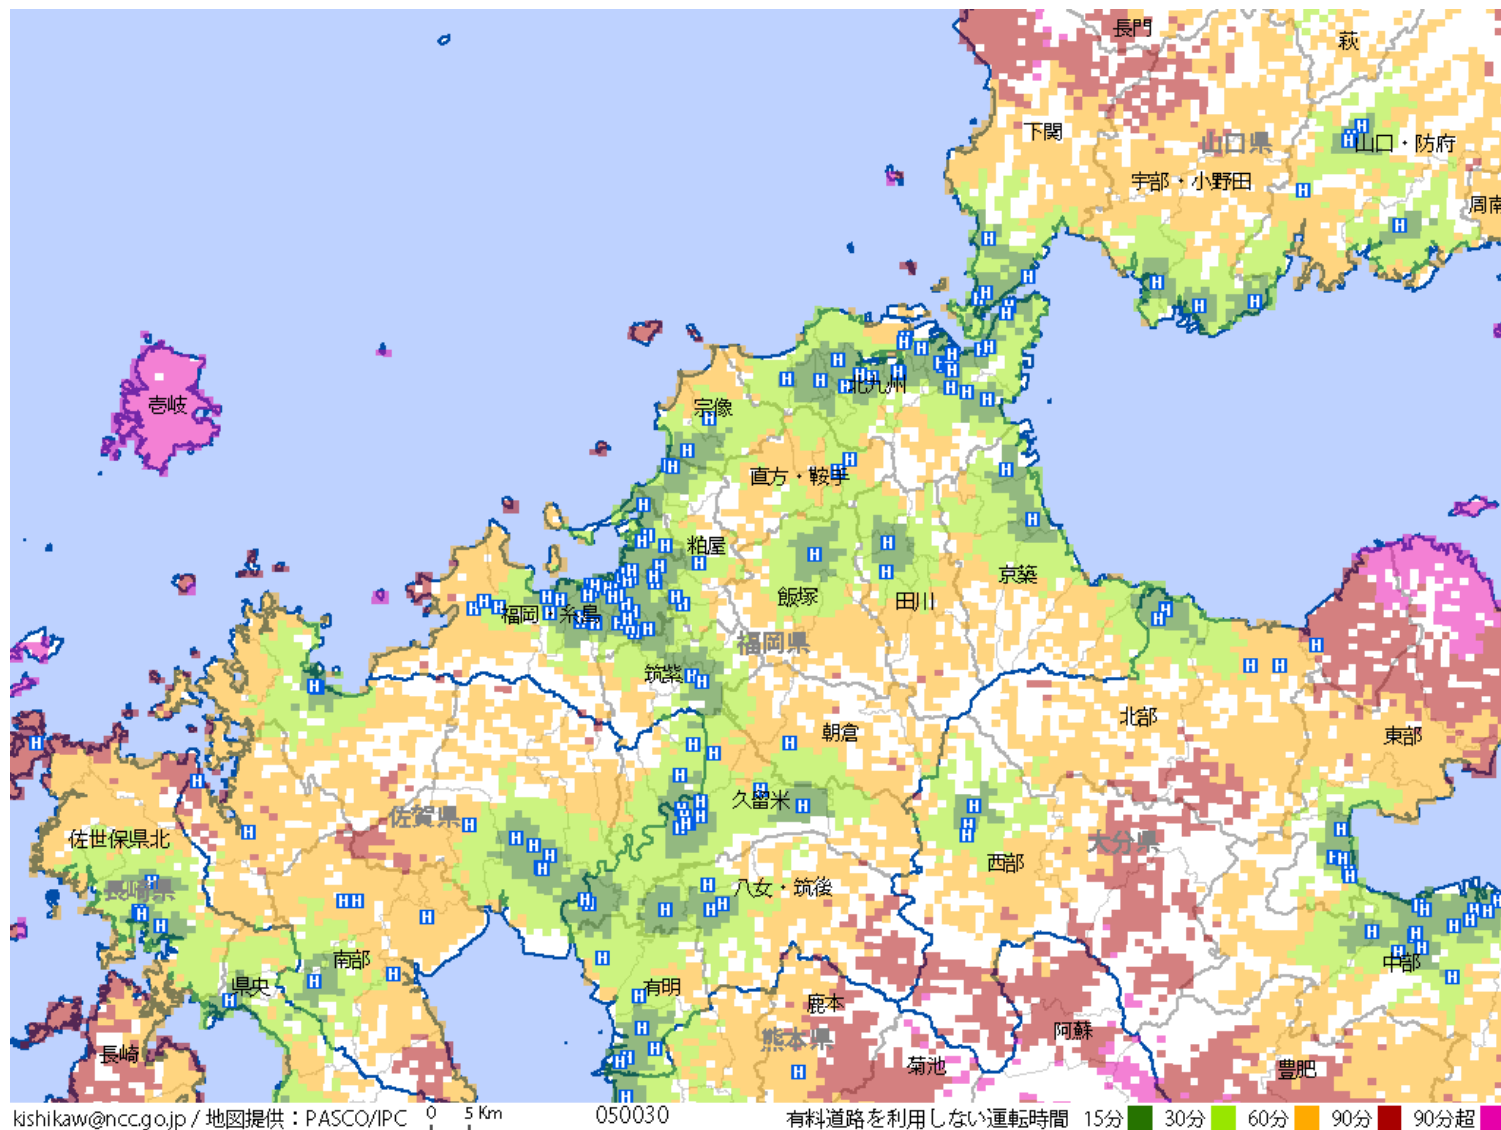 長門
萩
下関
山口県
山口・防府
宇部・小野田
周南
壱岐
北九州
宗像
直方・鞍手
粕屋
京築
飯塚
田川
福岡・糸島
福岡県
筑紫
北部
朝倉
東部
久留米
佐賀県
佐世保県北
大分県
西部
八女・筑後
長崎県
南部
中部
県央
有明
鹿本
熊本県
阿蘇
長崎
菊池
豊肥
kishikaw@ncc.go.jp / 地図提供：PASCO/IPC 0 5 Km 050030 有料道路を利用しない運転時間 15分 30分 60分 90分 90分超